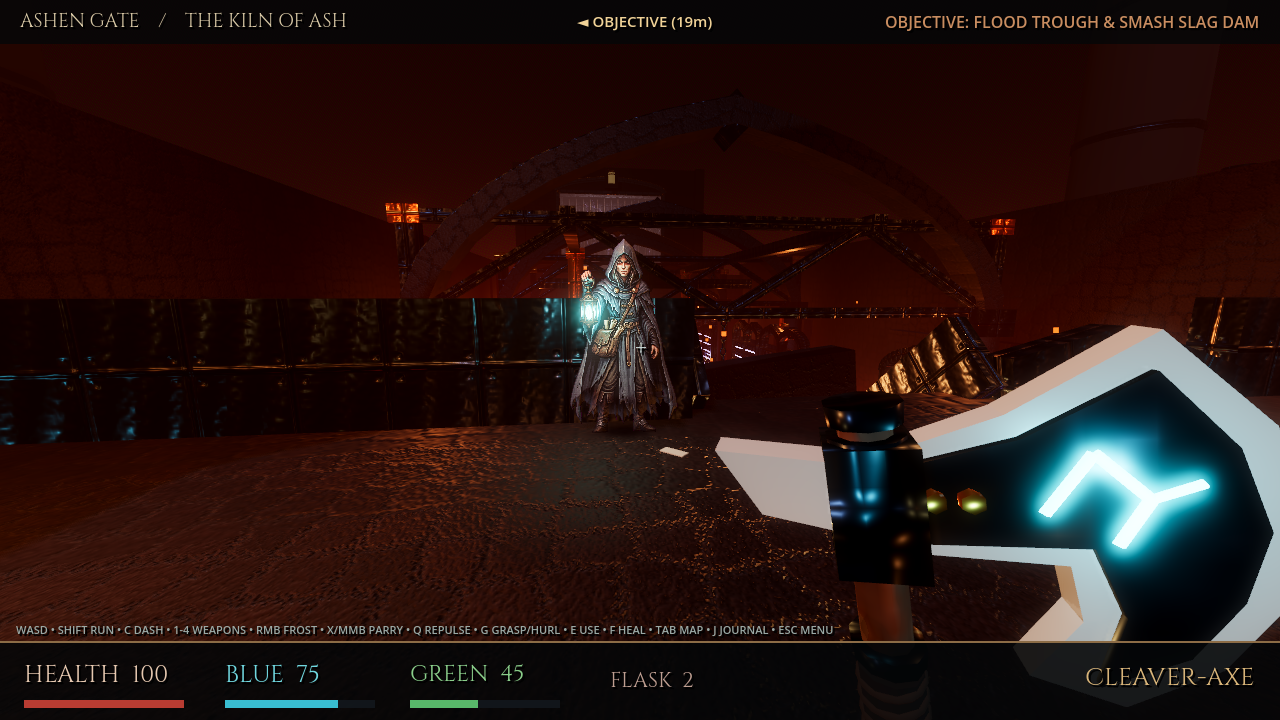 ASHEN GATE / THE KILN OF ASH
◄ OBJECTIVE (19m)
OBJECTIVE: FLOOD TROUGH & SMASH SLAG DAM
WASD • SHIFT RUN • C DASH • 1-4 WEAPONS • RMB FROST • X/MMB PARRY • Q REPULSE • G GRASP/HURL • E USE • F HEAL • TAB MAP • J JOURNAL • ESC MENU
HEALTH 100
BLUE 75
GREEN 45
FLASK 2
CLEAVER-AXE